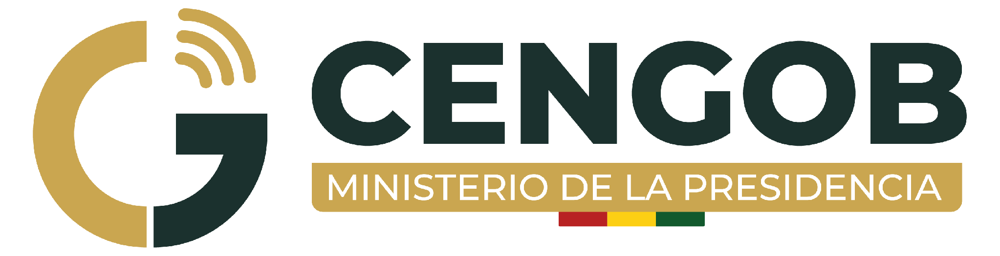 CENGOB
MINISTERIO DE LA PRESIDENCIA